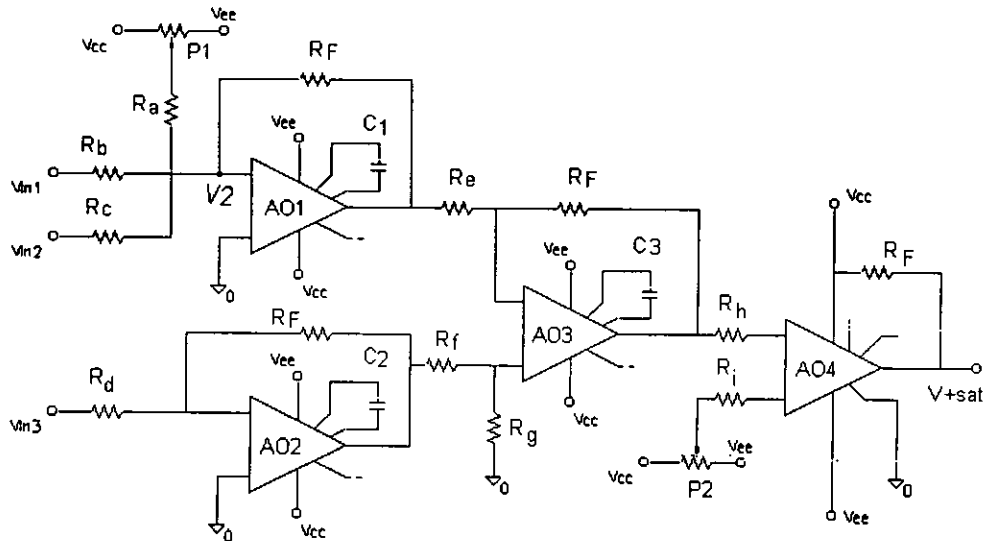 Vcc
Vee
P1
RF
Ra
Vee
C1
Rb
Vin1
V2
AO1
Re
RF
Vcc
Rc
Vin2
0
Vcc
Vee
C3
RF
RF
Rf
AO3
Rh
Vee
C2
Rd
Vin3
AO2
Rg
Vcc
Ri
AO4
V+sat
0
Vcc
0
Vcc
P2
Vee
Vee
0